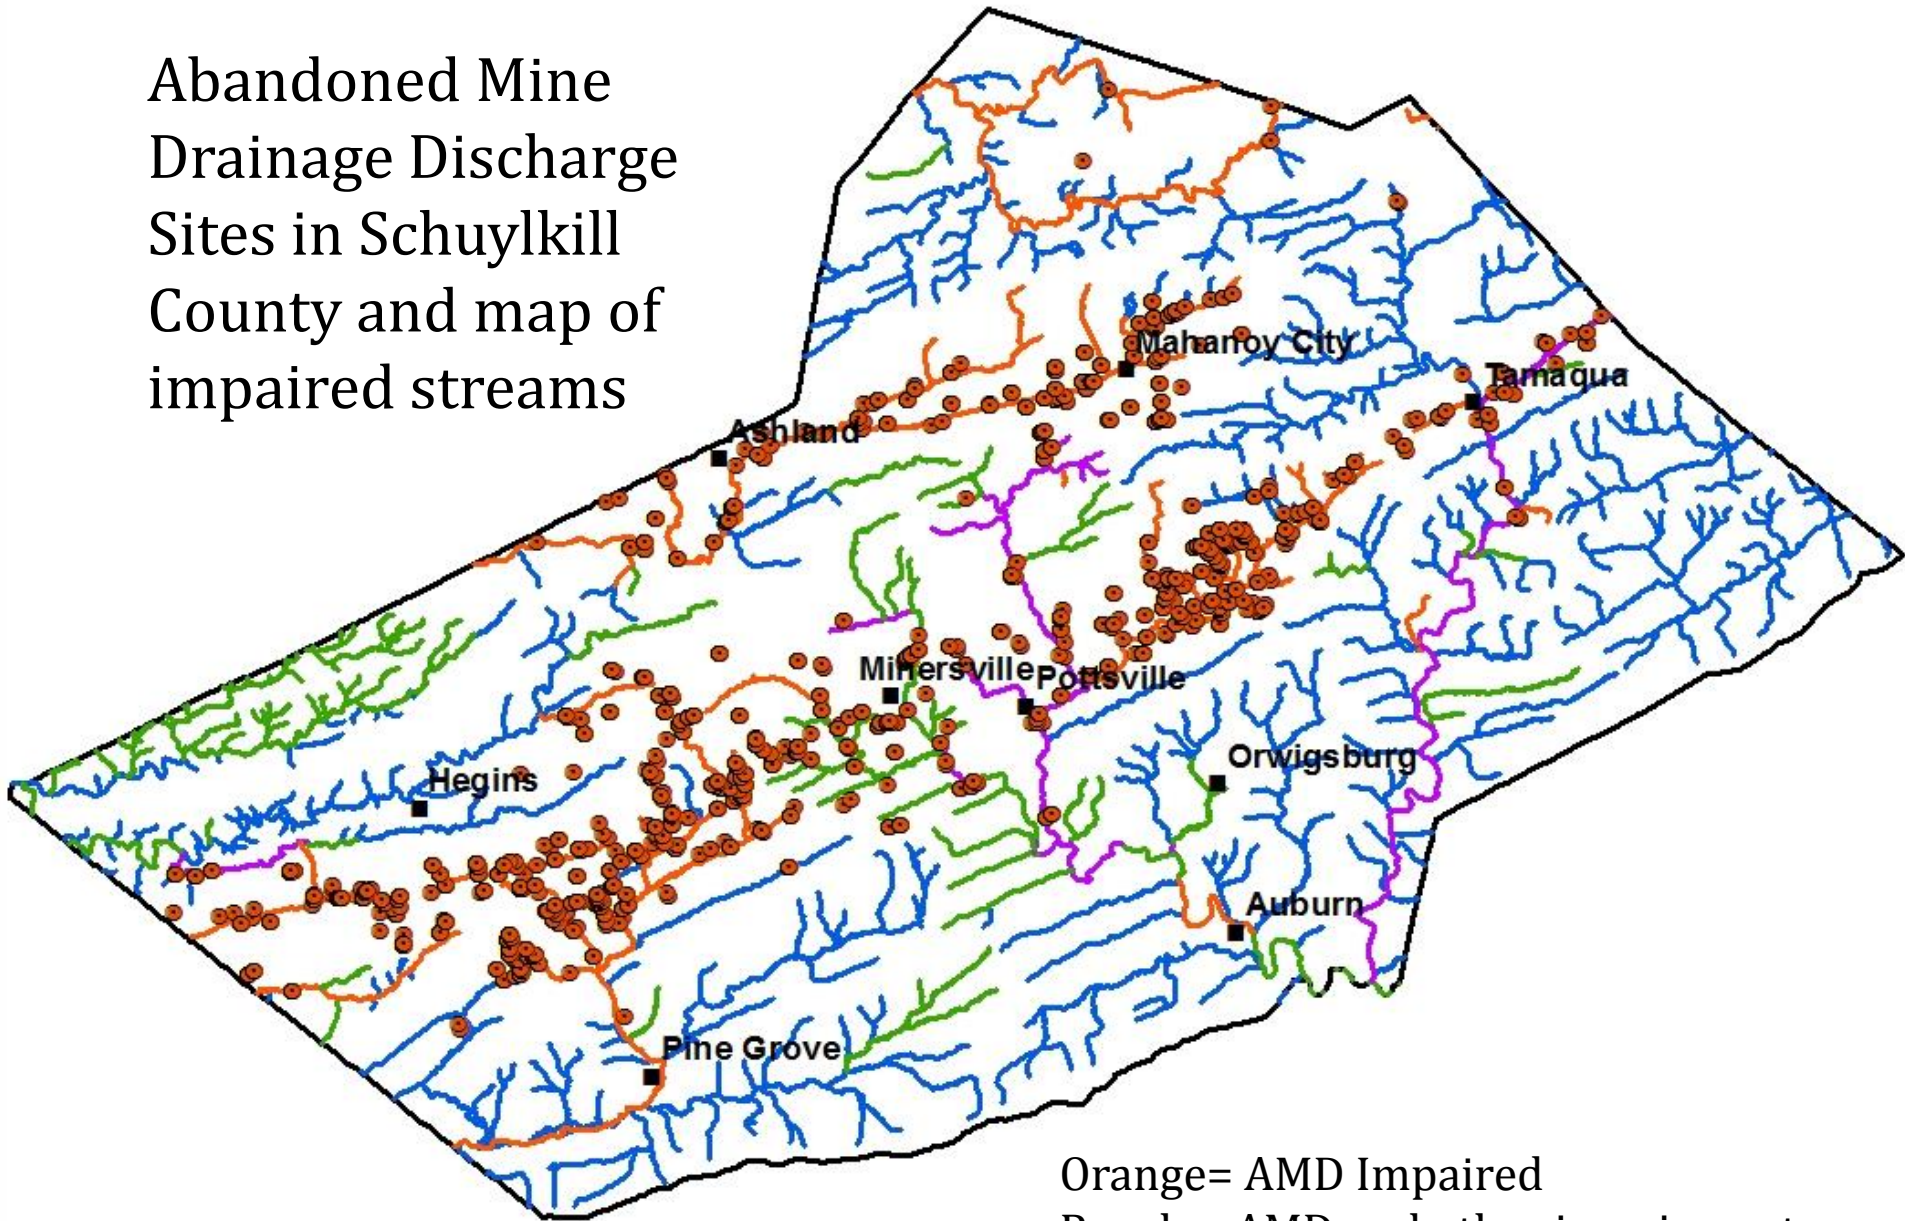 Abandoned Mine
Drainage Discharge
Sites in Schuylkill
County and map of
impaired streams
Mahanoy City
Tamaqua
Ashland
Minersville
Pottsville
Orwigsburg
Hegins
Auburn
Pine Grove
Orange= AMD Impaired